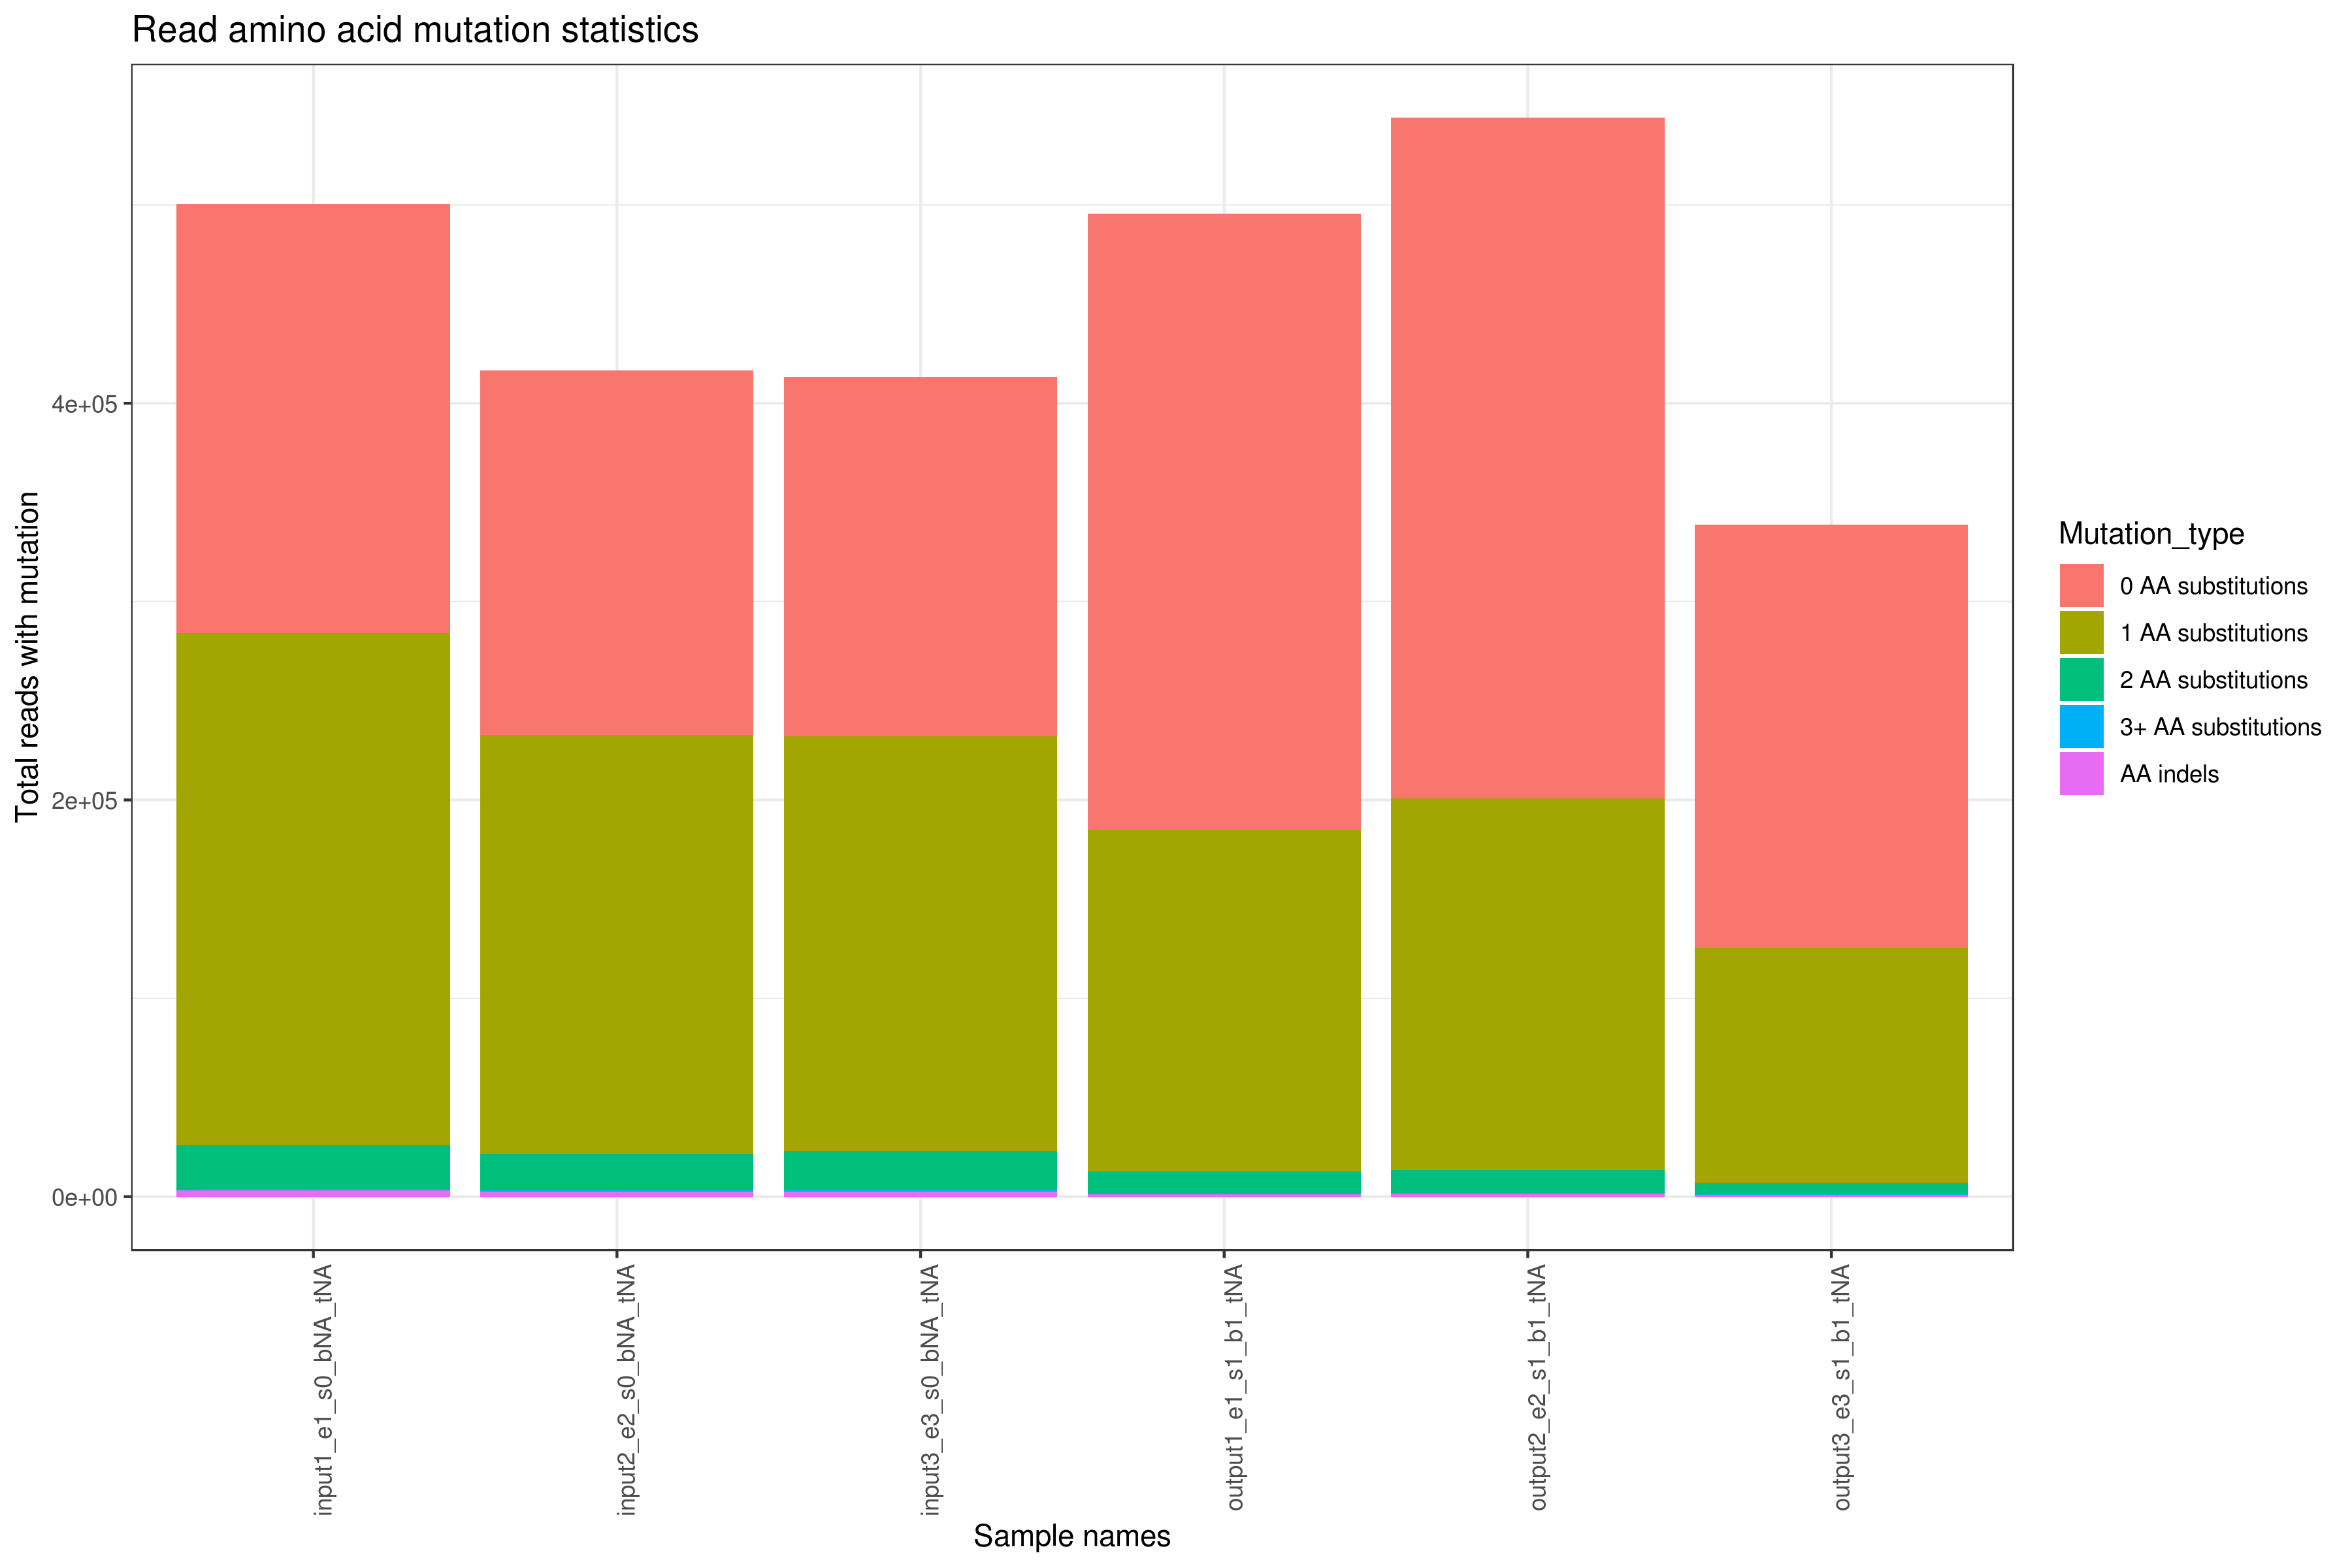 Read amino acid mutation statistics
Total reads with mutation
4e+05
2e+05
0e+00
input1_e1_s0_bNA_tNA
input2_e2_s0_bNA_tNA
input3_e3_s0_bNA_tNA
output1_e1_s1_b1_tNA
output2_e2_s1_b1_tNA
output3_e3_s1_b1_tNA
Sample names
Mutation_type
0 AA substitutions
1 AA substitutions
2 AA substitutions
3+ AA substitutions
AA indels